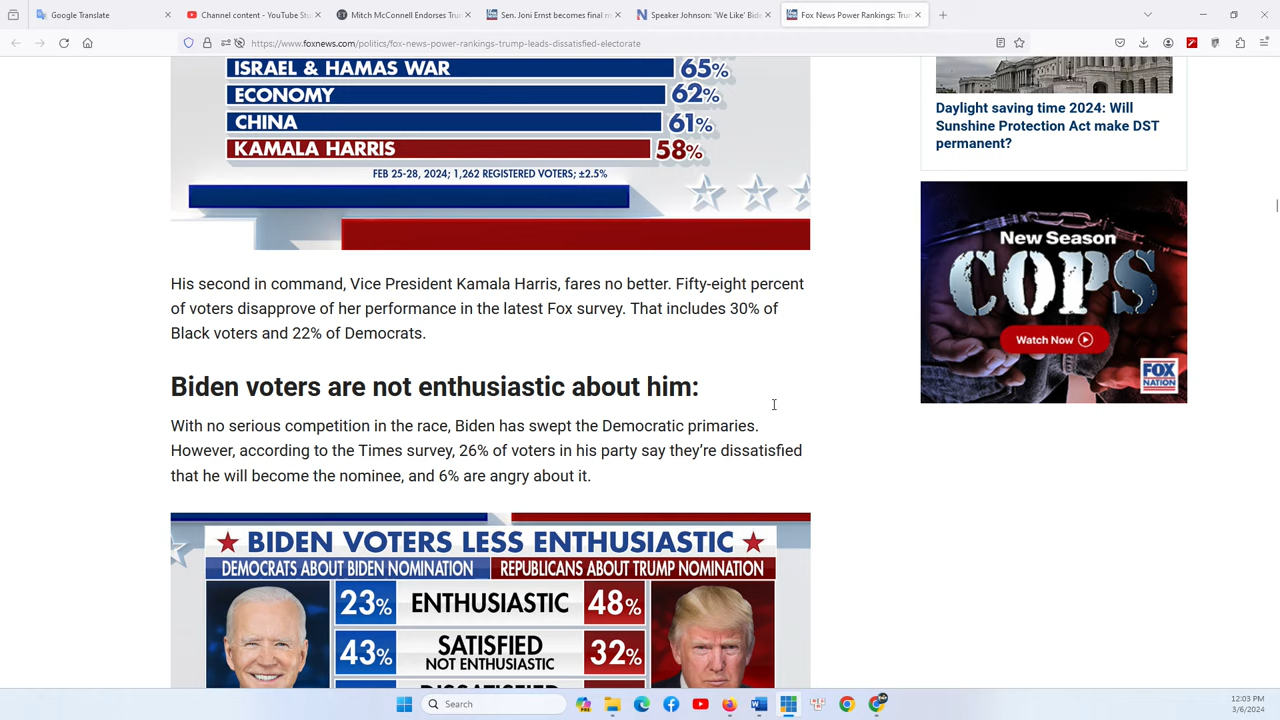 Google Translate
Channel content - YouTube Stu
Mitch McConnell Endorses Tru
Sen. Joni Ernst becomes final m
Speaker Johnson: 'We Like' Bid
Fox News Power Rankings: Tru
https://www.foxnews.com/politics/fox-news-power-rankings-trump-leads-dissatisfied-electorate
ISRAEL & HAMAS WAR 65%
ECONOMY 62%
CHINA 61%
KAMALA HARRIS 58%
FEB 25-28, 2024; 1,262 REGISTERED VOTERS; ±2.5%
Daylight saving time 2024: Will
Sunshine Protection Act make DST
permanent?
New Season
COPS
Watch Now
FOX
NATION
His second in command, Vice President Kamala Harris, fares no better. Fifty-eight percent
of voters disapprove of her performance in the latest Fox survey. That includes 30% of
Black voters and 22% of Democrats.
Biden voters are not enthusiastic about him:
With no serious competition in the race, Biden has swept the Democratic primaries.
However, according to the Times survey, 26% of voters in his party say they're dissatisfied
that he will become the nominee, and 6% are angry about it.
BIDEN VOTERS LESS ENTHUSIASTIC
DEMOCRATS ABOUT BIDEN NOMINATION REPUBLICANS ABOUT TRUMP NOMINATION
23% ENTHUSIASTIC 48%
43% SATISFIED 32%
NOT ENTHUSIASTIC
DISSATISFIED
Search
12:03 PM
3/6/2024